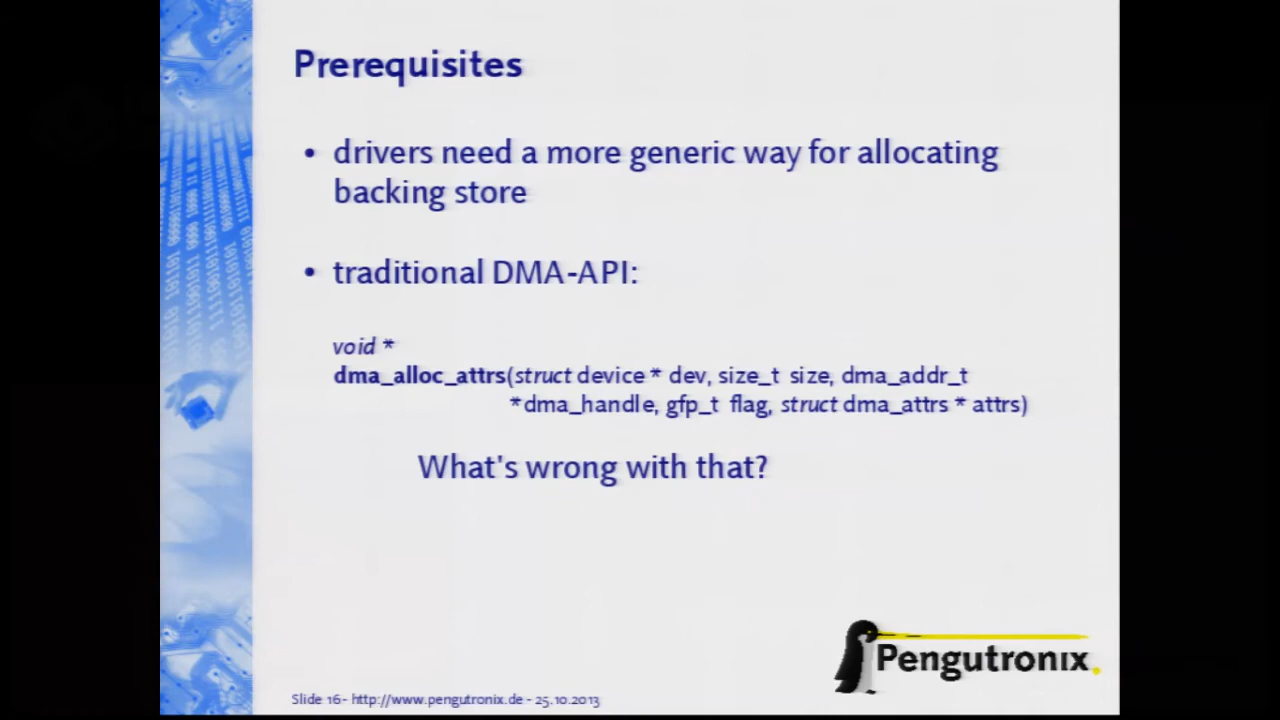 Prerequisites
• drivers need a more generic way for allocating
backing store
• traditional DMA-API:
void *
dma_alloc_attrs(struct device * dev, size_t size, dma_addr_t
*dma_handle, gfp_t flag, struct dma_attrs * attrs)
What's wrong with that?
Pengutronix.
Slide 16 - http://www.pengutronix.de - 25.10.2013